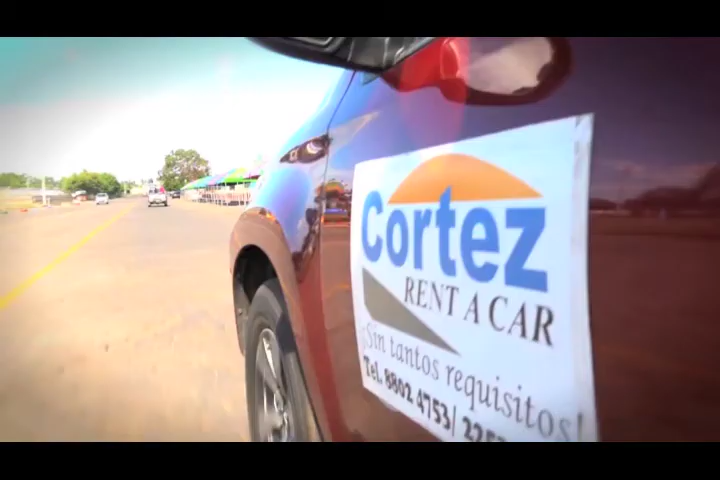 Cortez
RENT A CAR
¡Sin tantos requisitos!
Tel. 8802 4753/